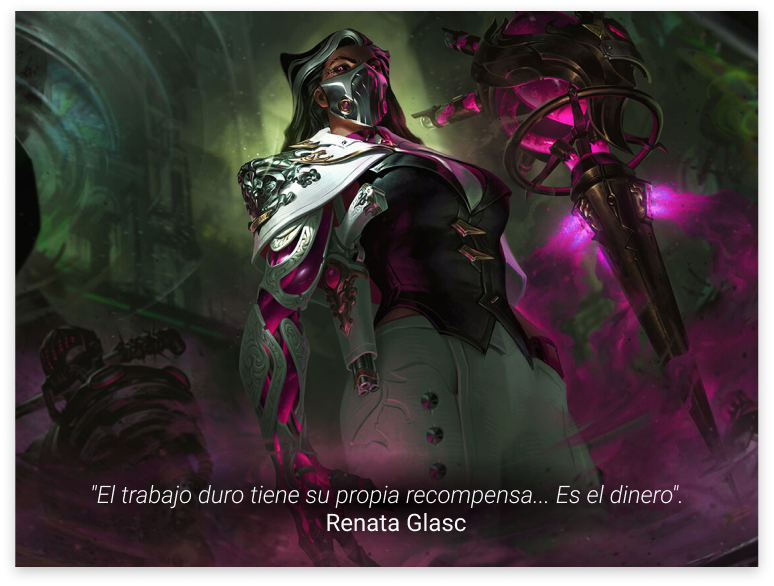 "El trabajo duro tiene su propia recompensa... Es el dinero".
Renata Glasc